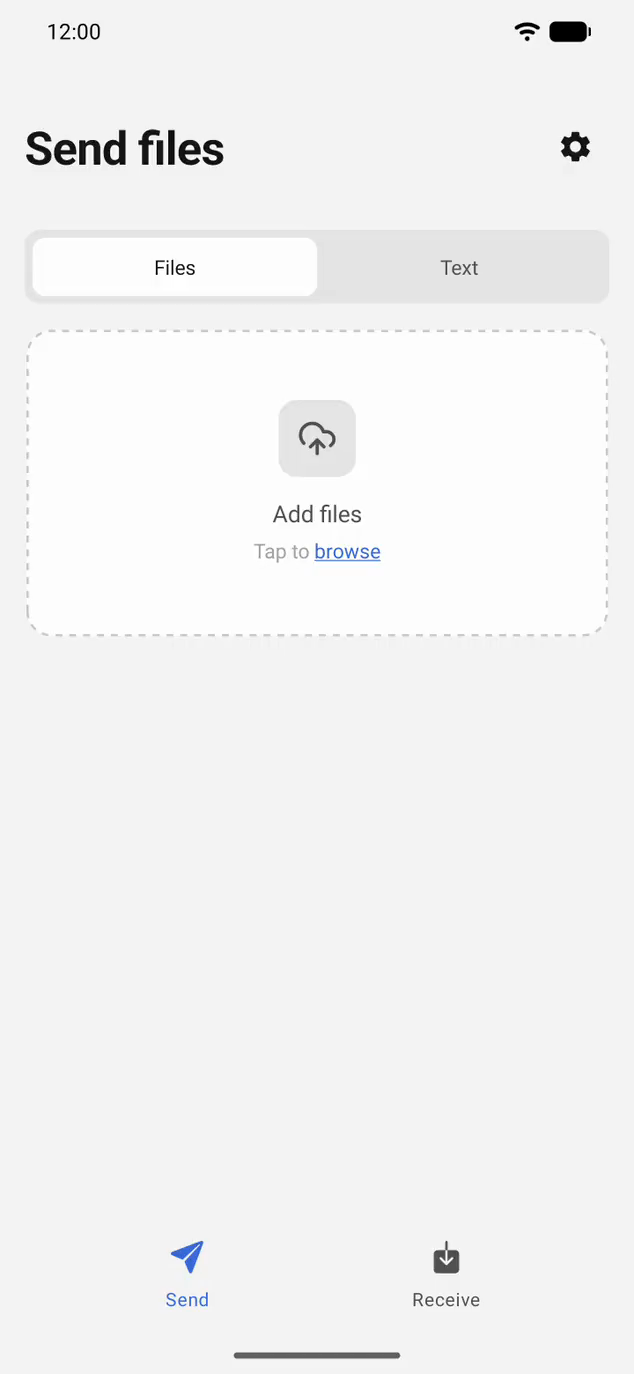 12:00
Send files
Files
Text
Add files
Tap to browse
Send
Receive